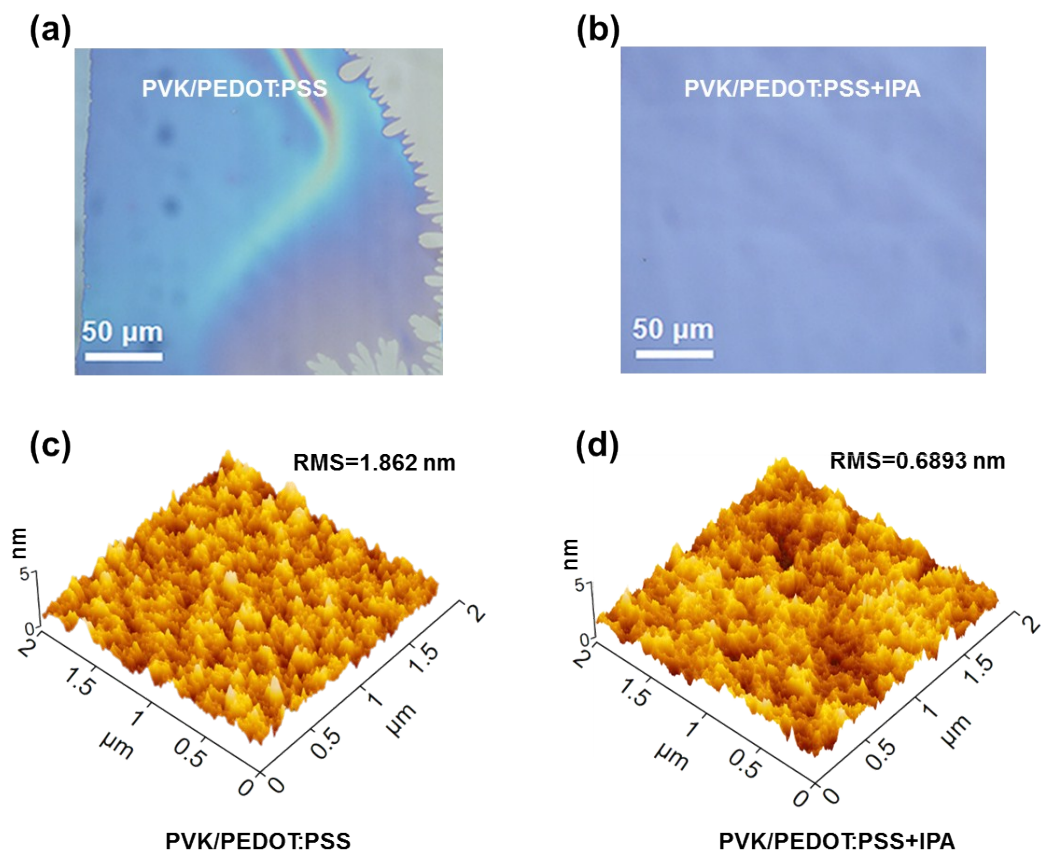 (a)
(b)
PVK/PEDOT:PSS
PVK/PEDOT:PSS+IPA
50 μm
50 μm
(c)
(d)
RMS=1.862 nm
RMS=0.6893 nm
nm
5
0
2
1.5
1
0.5
0
μm
0
0.5
1
1.5
2
μm
nm
5
0
2
1.5
1
0.5
0
μm
0
0.5
1
1.5
2
μm
PVK/PEDOT:PSS
PVK/PEDOT:PSS+IPA